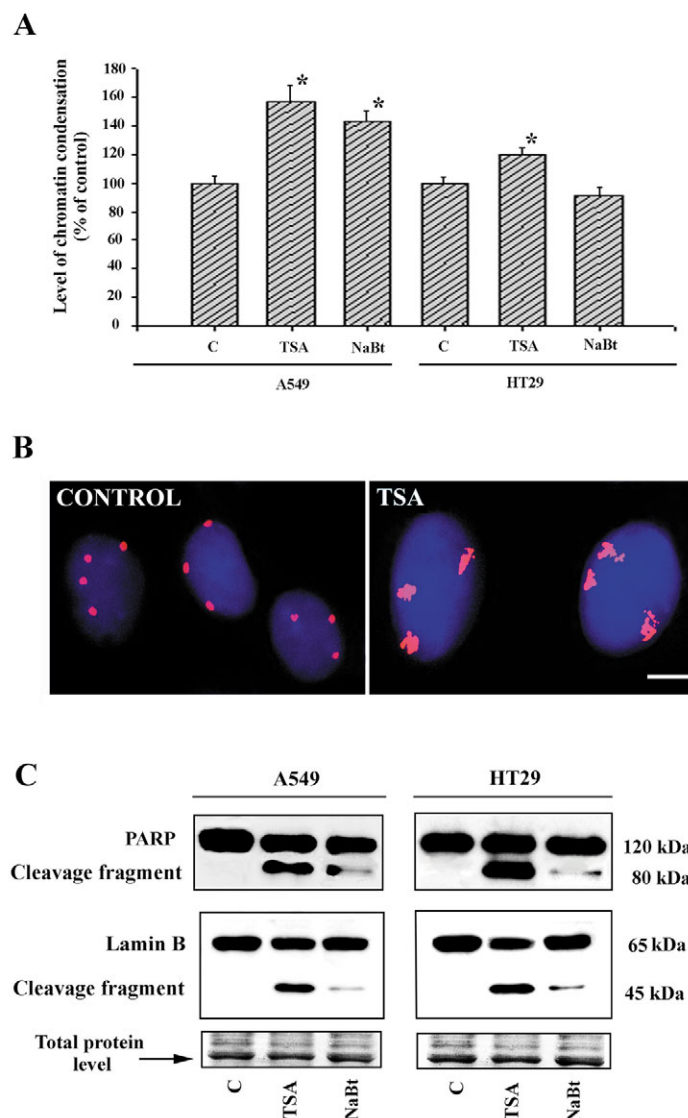 A
Level of chromatin condensation
(% of control)
180
160
140
120
100
80
60
40
20
0
*
*
*
C
TSA
NaBt
C
TSA
NaBt
A549
HT29
B
CONTROL
TSA
C
A549
HT29
PARP
120 kDa
Cleavage fragment
80 kDa
Lamin B
65 kDa
Cleavage fragment
45 kDa
Total protein
level
C
TSA
NaBt
C
TSA
NaBt